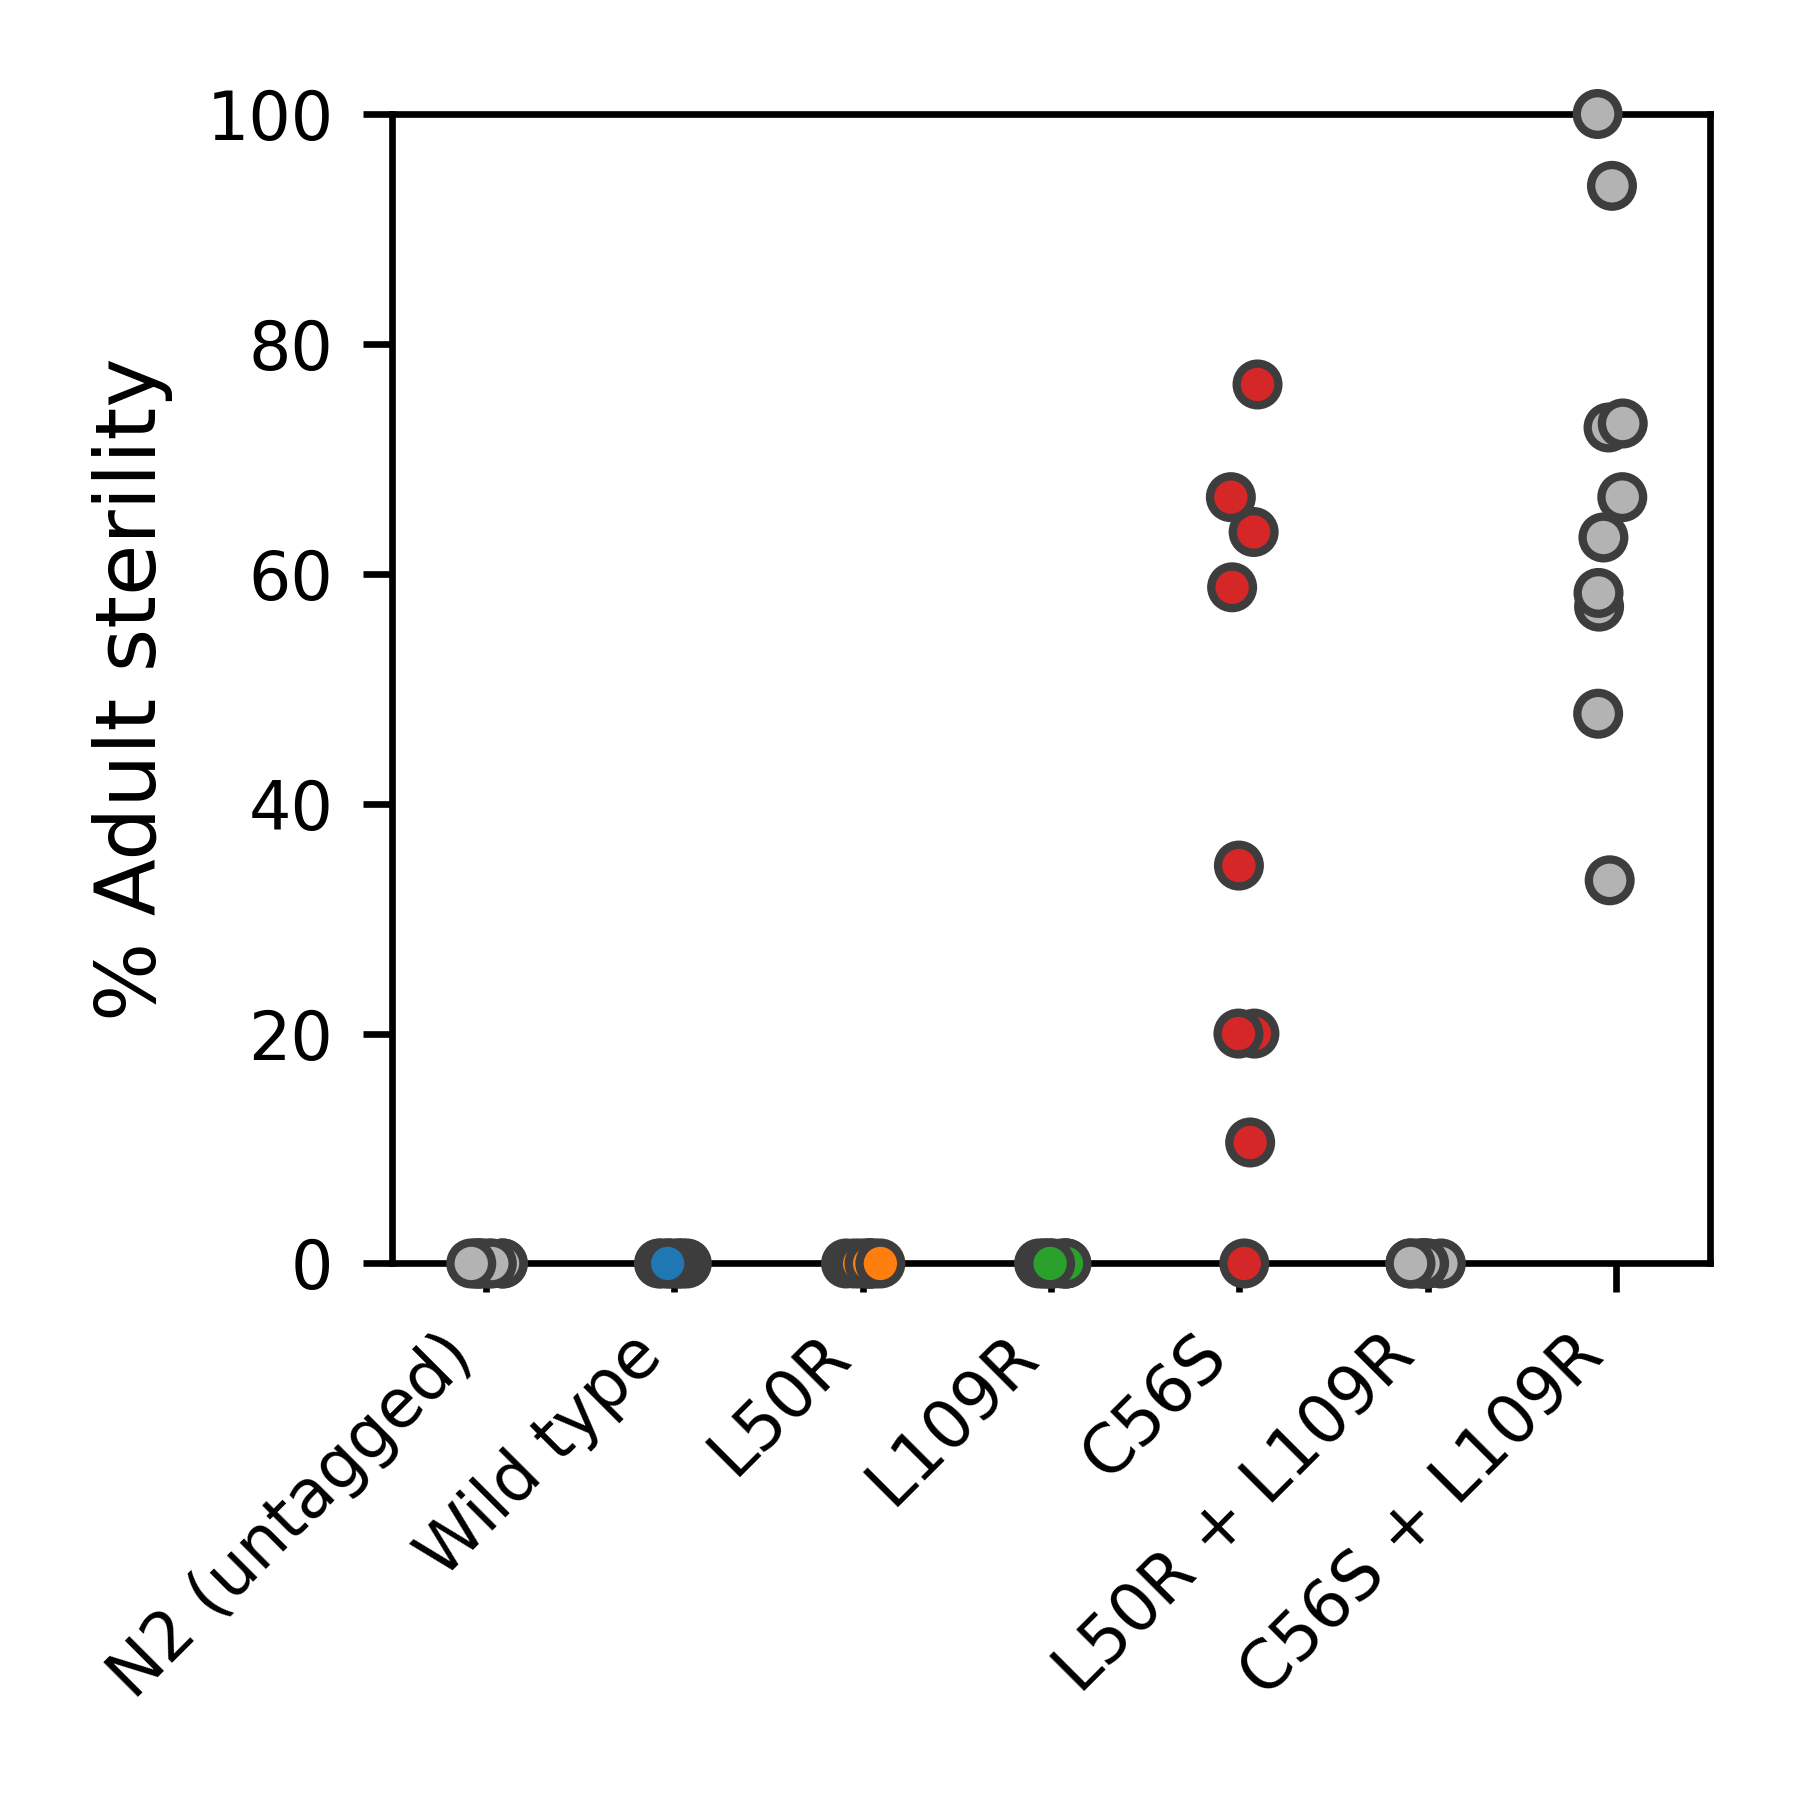 % Adult sterility
100
80
60
40
20
0
N2 (untagged)
Wild type
L50R
L109R
C56S
L50R + L109R
C56S + L109R